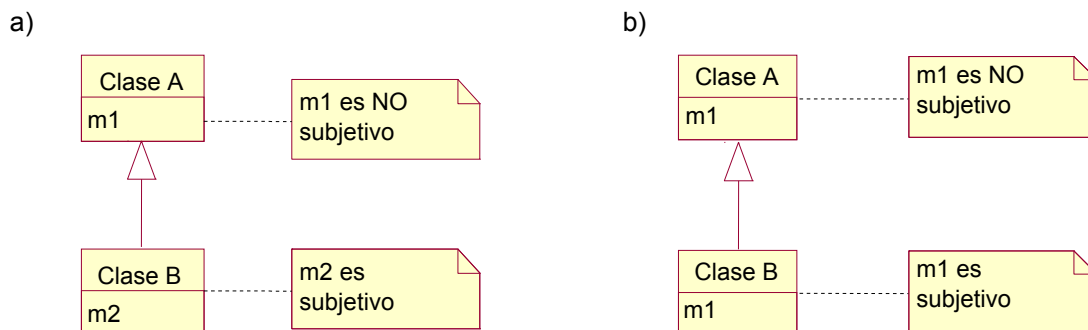 a)
Clase A
m1
m1 es NO
subjetivo
Clase B
m2
m2 es
subjetivo
b)
Clase A
m1
m1 es NO
subjetivo
Clase B
m1
m1 es
subjetivo